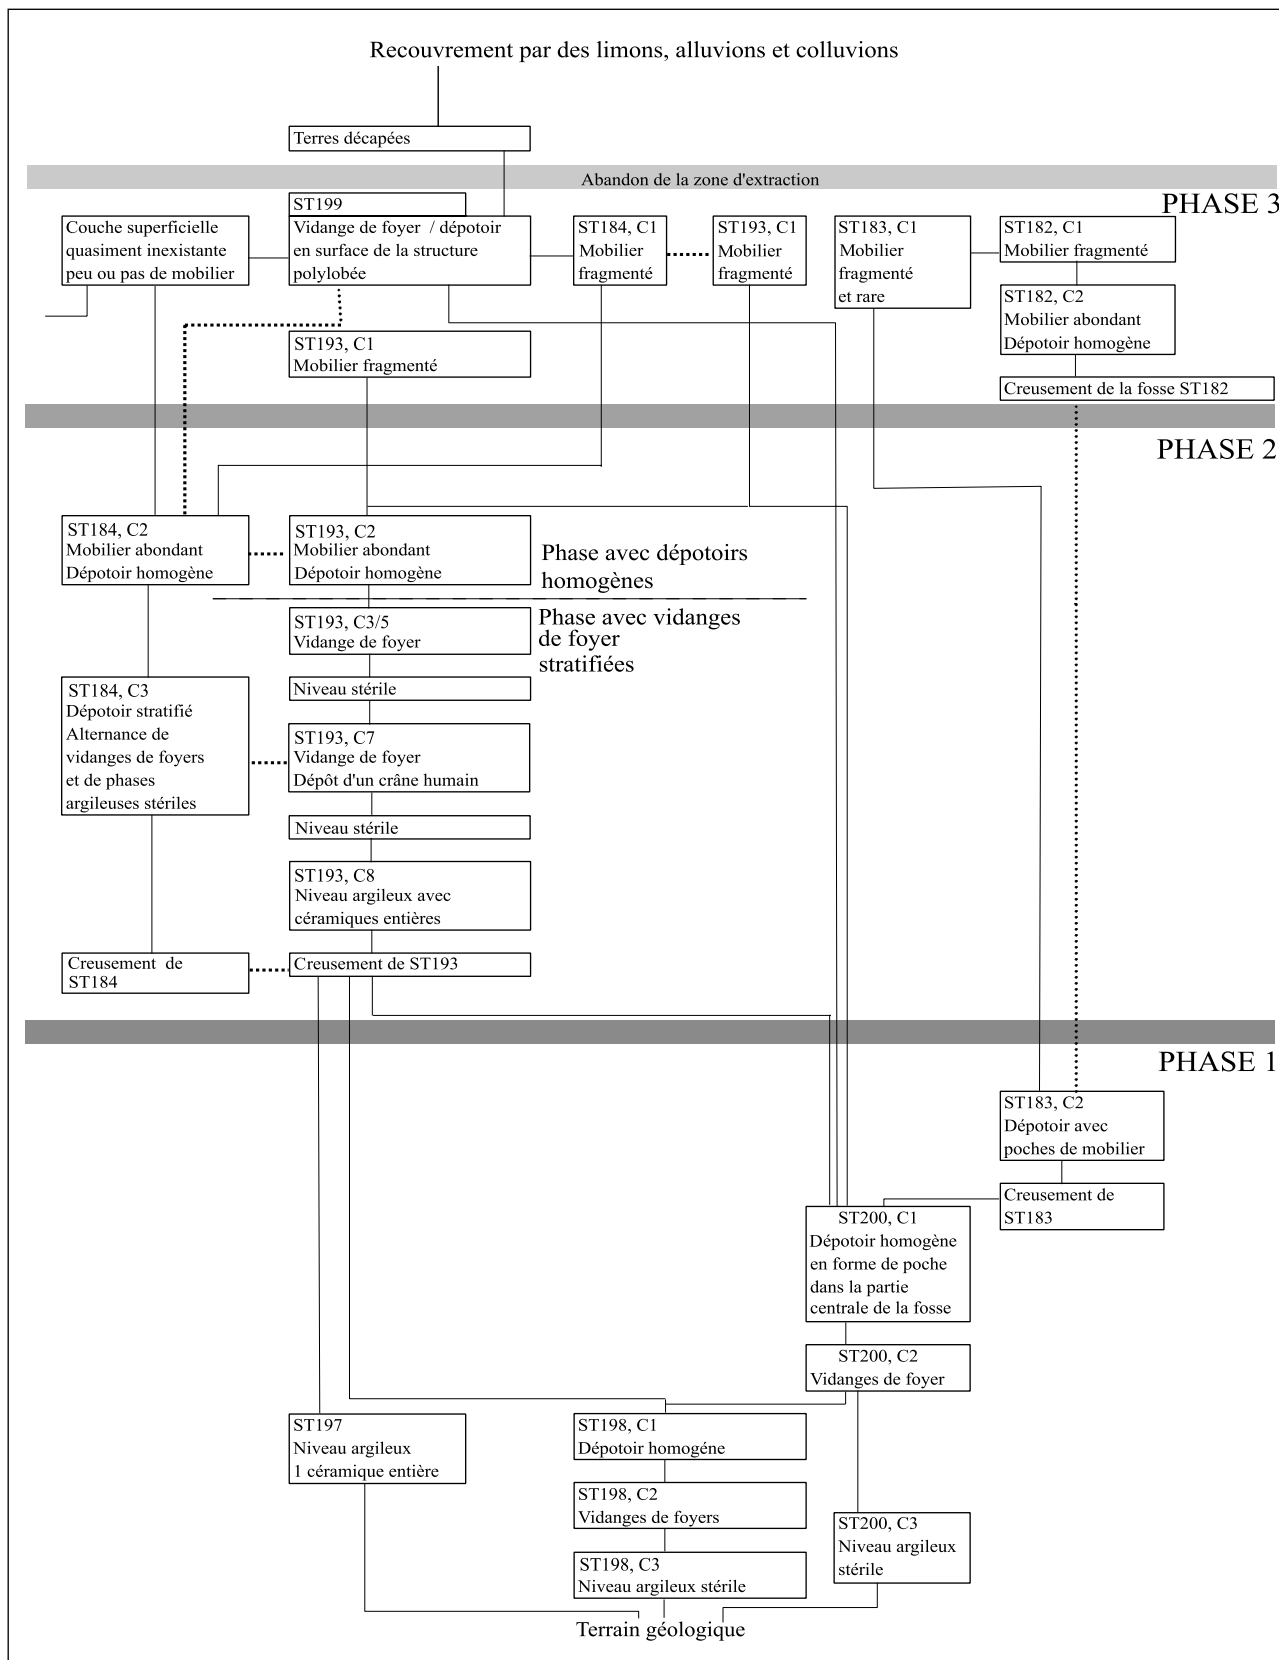 Recouvrement par des limons, alluvions et colluvions
Terres décapées
Abandon de la zone d'extraction
PHASE 3
ST199
Couche superficielle
quasiment inexistante
peu ou pas de mobilier
Vidange de foyer / dépotoir
en surface de la structure
polylobée
ST184, C1
Mobilier
fragmenté
ST193, C1
Mobilier
fragmenté
ST183, C1
Mobilier
fragmenté
et rare
ST182, C1
Mobilier fragmenté
ST182, C2
Mobilier abondant
Dépotoir homogène
ST193, C1
Mobilier fragmenté
Creusement de la fosse ST182
PHASE 2
ST184, C2
Mobilier abondant
Dépotoir homogène
ST193, C2
Mobilier abondant
Dépotoir homogène
Phase avec dépotoirs
homogènes
ST193, C3/5
Vidange de foyer
Phase avec vidanges
de foyer
stratifiées
Niveau stérile
ST184, C3
Dépotoir stratifié
Alternance de
vidanges de foyers
et de phases
argileuses stériles
ST193, C7
Vidange de foyer
Dépôt d'un crâne humain
Niveau stérile
ST193, C8
Niveau argileux avec
céramiques entières
Creusement de
ST184
Creusement de ST193
PHASE 1
ST183, C2
Dépotoir avec
poches de mobilier
Creusement de
ST183
ST200, C1
Dépotoir homogène
en forme de poche
dans la partie
centrale de la fosse
ST200, C2
Vidanges de foyer
ST197
Niveau argileux
1 céramique entière
ST198, C1
Dépotoir homogéne
ST198, C2
Vidanges de foyers
ST200, C3
Niveau argileux
stérile
ST198, C3
Niveau argileux stérile
Terrain géologique